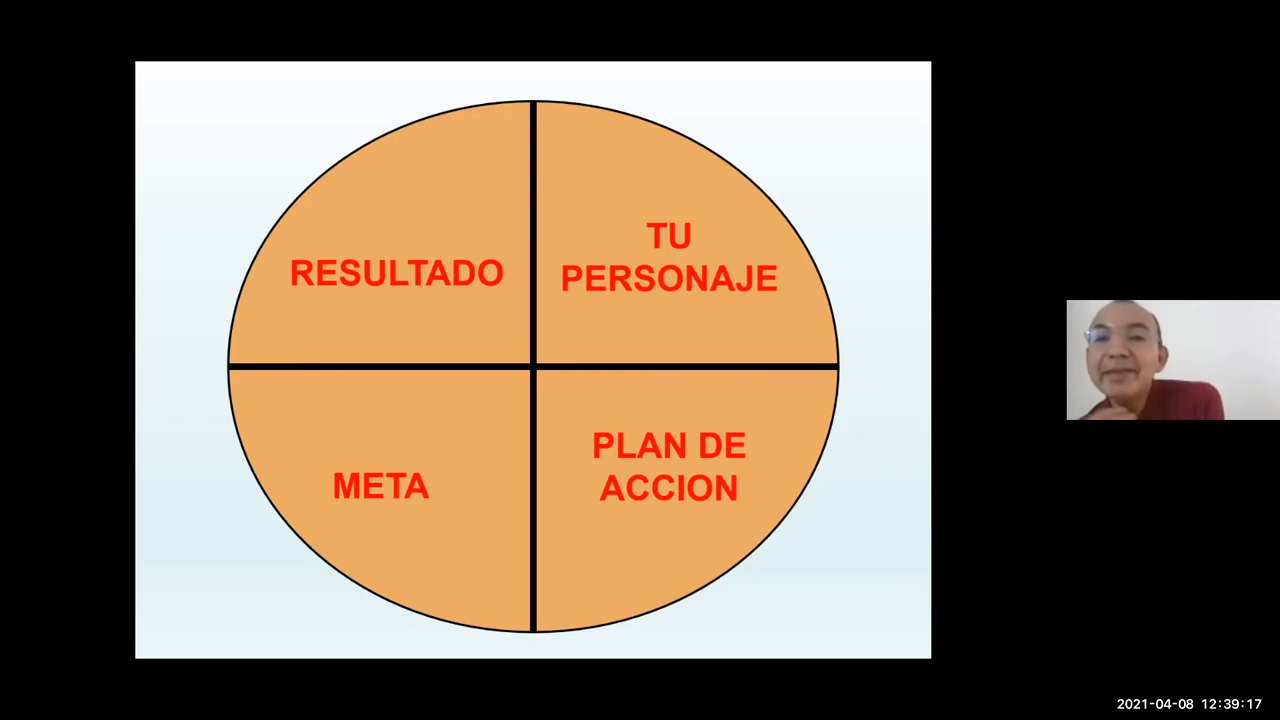 RESULTADO
TU
PERSONAJE
META
PLAN DE
ACCION
2021-04-08 12:39:17